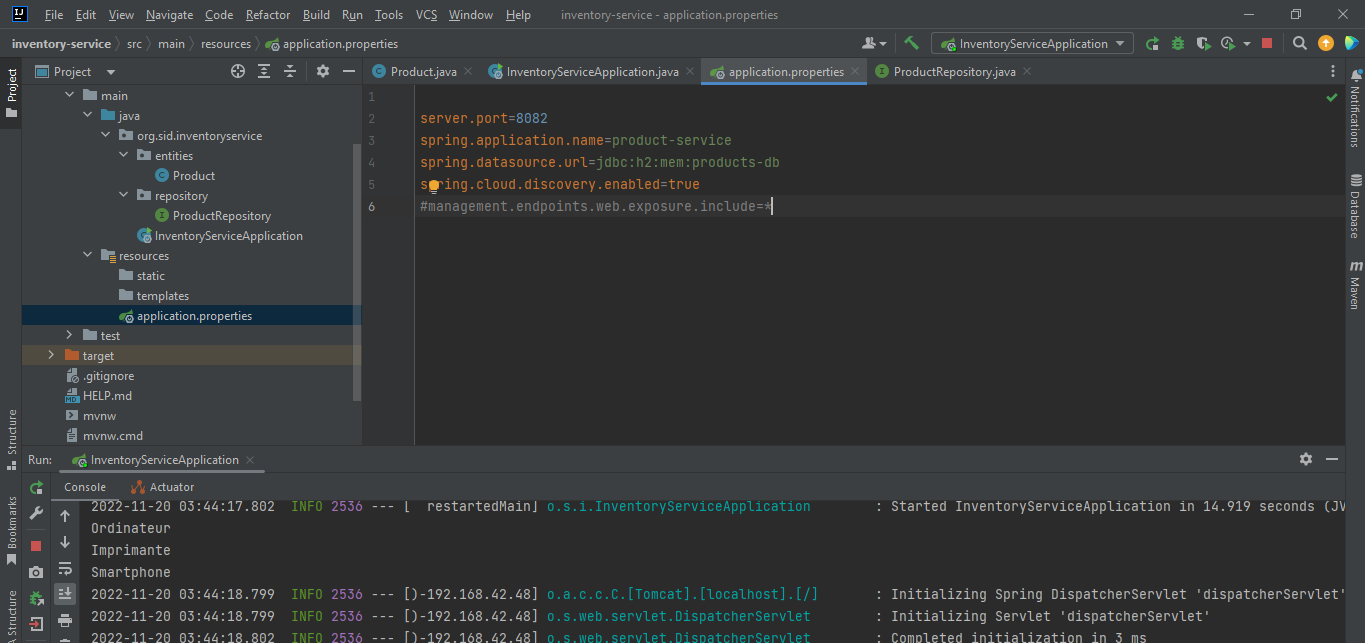 File Edit View Navigate Code Refactor Build Run Tools VCS Window Help inventory-service - application.properties
inventory-service src main resources application.properties InventoryServiceApplication
Project Product.java InventoryServiceApplication.java application.properties ProductRepository.java
Project
Notifications
Database
m Maven
main
java
org.sid.inventoryservice
entities
Product
repository
ProductRepository
InventoryServiceApplication
resources
static
templates
application.properties
test
target
.gitignore
HELP.md
mvnw
mvnw.cmd
1
2 server.port=8082
3 spring.application.name=product-service
4 spring.datasource.url=jdbc:h2:mem:products-db
5 spring.cloud.discovery.enabled=true
6 #management.endpoints.web.exposure.include=*
Structure
Bookmarks
Structure
Run: InventoryServiceApplication
Console Actuator
2022-11-20 03:44:17.802 INFO 2536 --- [ restartedMain] o.s.i.InventoryServiceApplication : Started InventoryServiceApplication in 14.919 seconds (JV
Ordinateur
Imprimante
Smartphone
2022-11-20 03:44:18.799 INFO 2536 --- [)-192.168.42.48] o.a.c.c.C.[Tomcat].[localhost].[/] : Initializing Spring DispatcherServlet 'dispatcherServlet'
2022-11-20 03:44:18.799 INFO 2536 --- [)-192.168.42.48] o.s.web.servlet.DispatcherServlet : Initializing Servlet 'dispatcherServlet'
2022-11-20 03:44:18.802 INFO 2536 --- [)-192.168.42.48] o.s.web.servlet.DispatcherServlet : Completed initialization in 3 ms